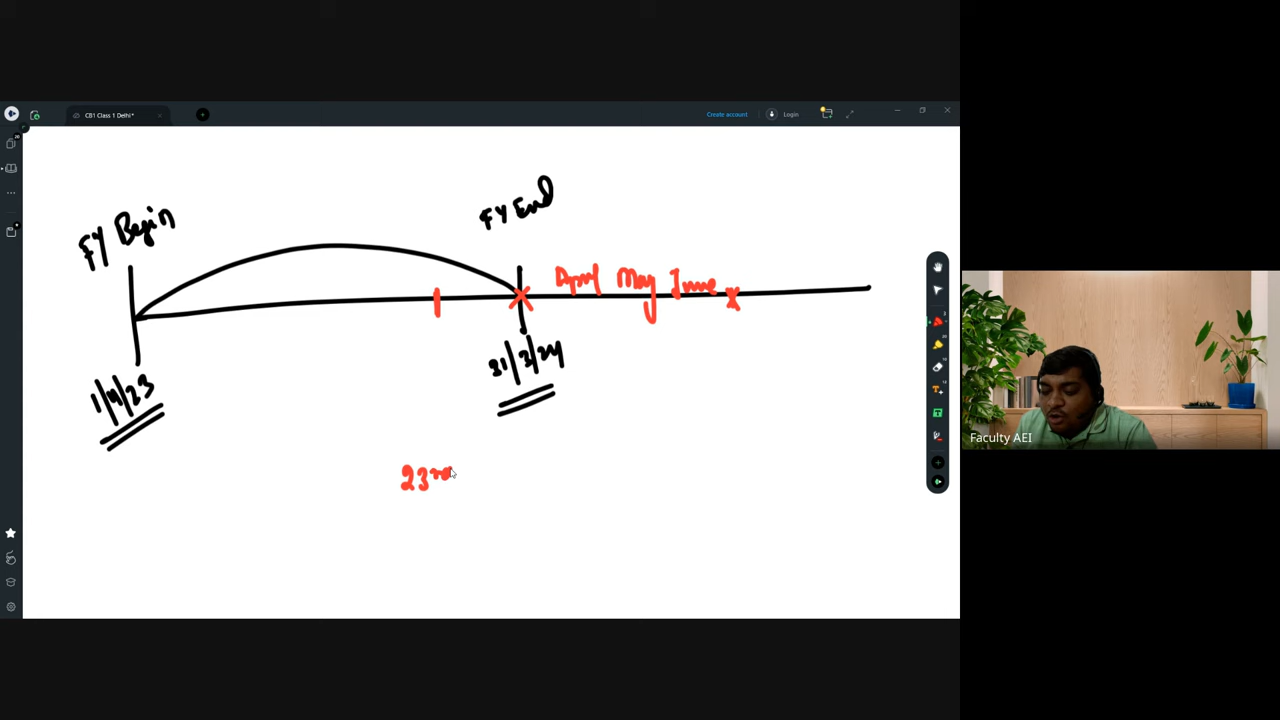 CB1 Class 1 Delhi*
Create account
Login
FY Begin
FY End
April May June
1/4/23
31/3/24
23rd
Faculty AEI